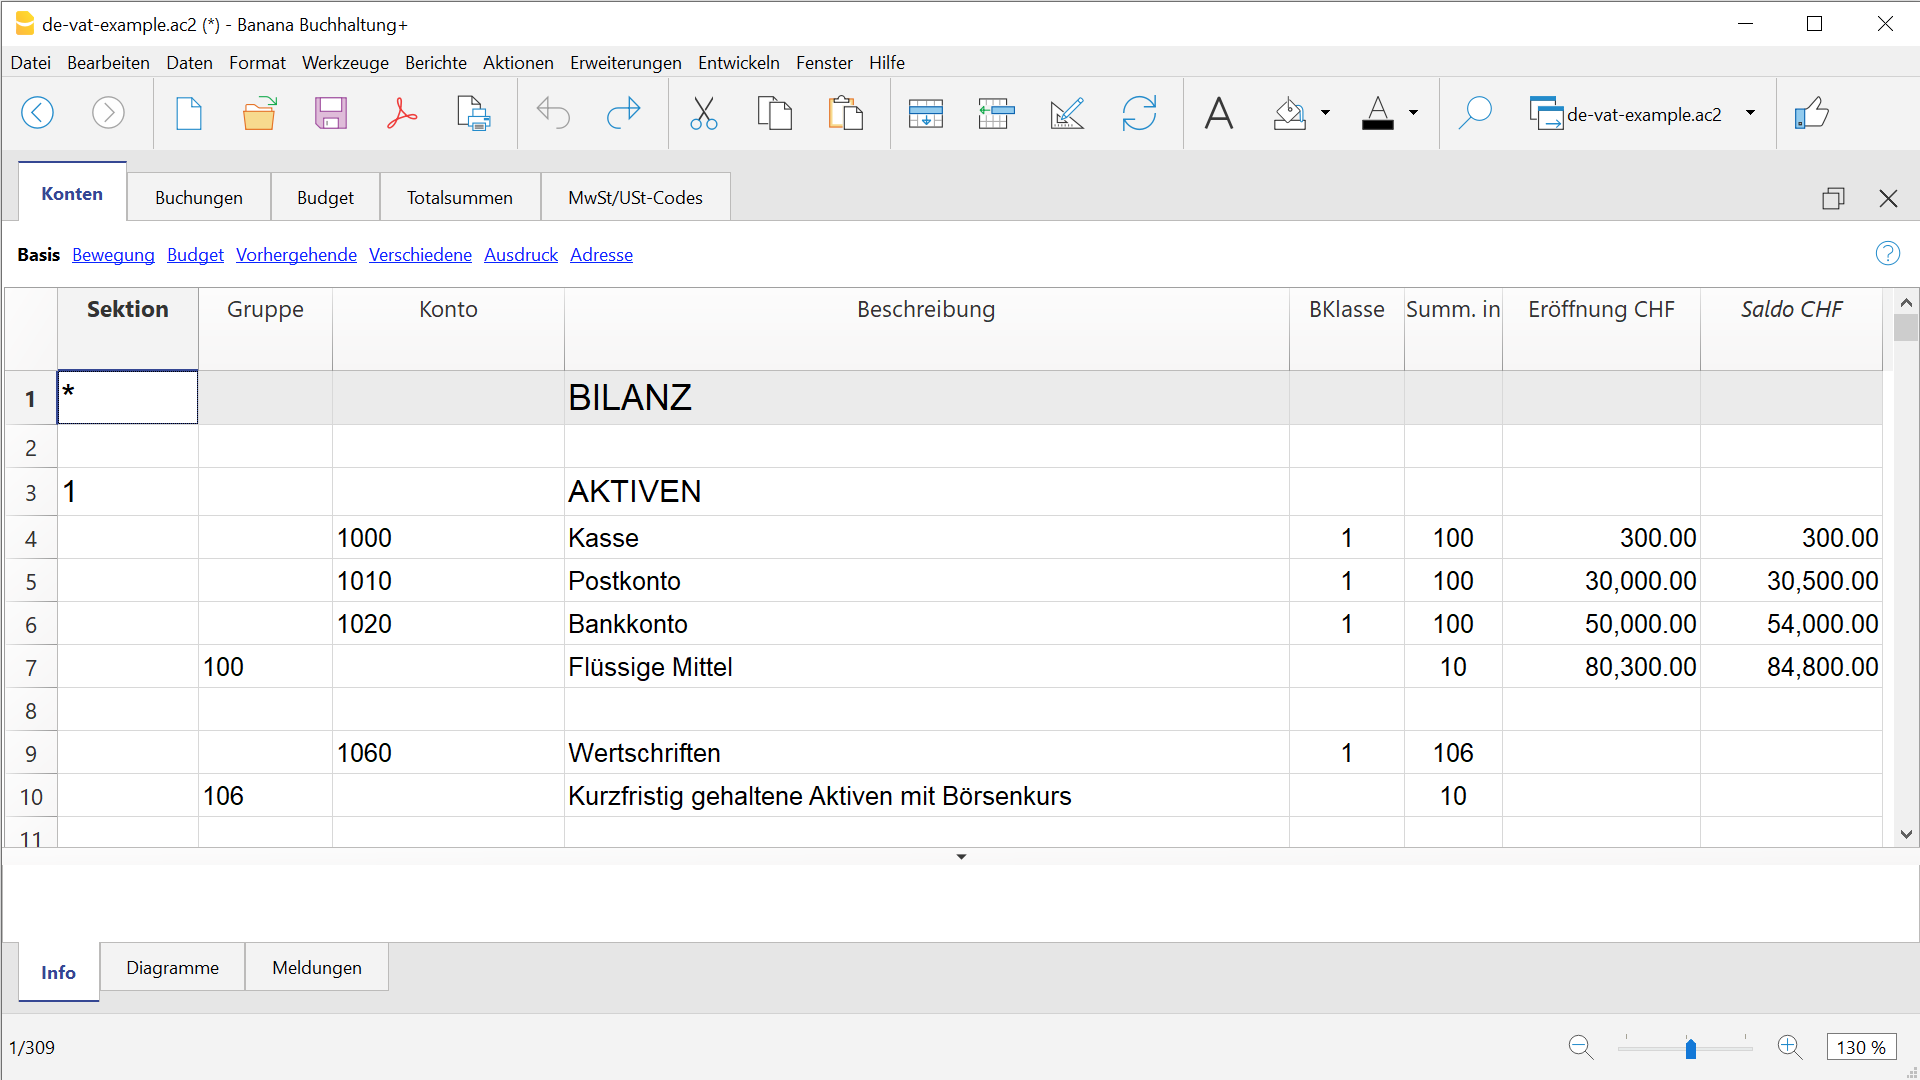 de-vat-example.ac2 (*) - Banana Buchhaltung+
Datei Bearbeiten Daten Format Werkzeuge Berichte Aktionen Erweiterungen Entwickeln Fenster Hilfe
de-vat-example.ac2
Konten Buchungen Budget Totalsummen MwSt/USt-Codes
Basis Bewegung Budget Vorhergehende Verschiedene Ausdruck Adresse
Sektion Gruppe Konto Beschreibung BKlasse Summ. in Eröffnung CHF Saldo CHF
1 * BILANZ
2
3 1 AKTIVEN
4 1000 Kasse 1 100 300.00 300.00
5 1010 Postkonto 1 100 30,000.00 30,500.00
6 1020 Bankkonto 1 100 50,000.00 54,000.00
7 100 Flüssige Mittel 10 80,300.00 84,800.00
8
9 1060 Wertschriften 1 106
10 106 Kurzfristig gehaltene Aktiven mit Börsenkurs 10
11
Info Diagramme Meldungen
1/309 130 %